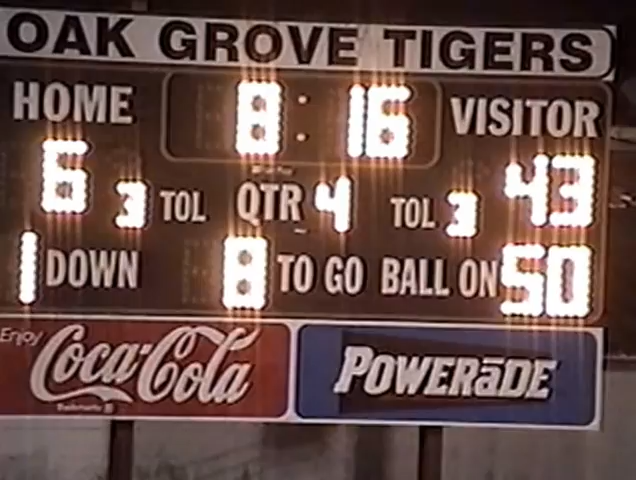 OAK GROVE TIGERS
HOME 8:16 VISITOR
6 3 TOL QTR 4 TOL 3 43
1 DOWN 8 TO GO BALL ON 50
Enjoy
Coca-Cola
POWERāDE